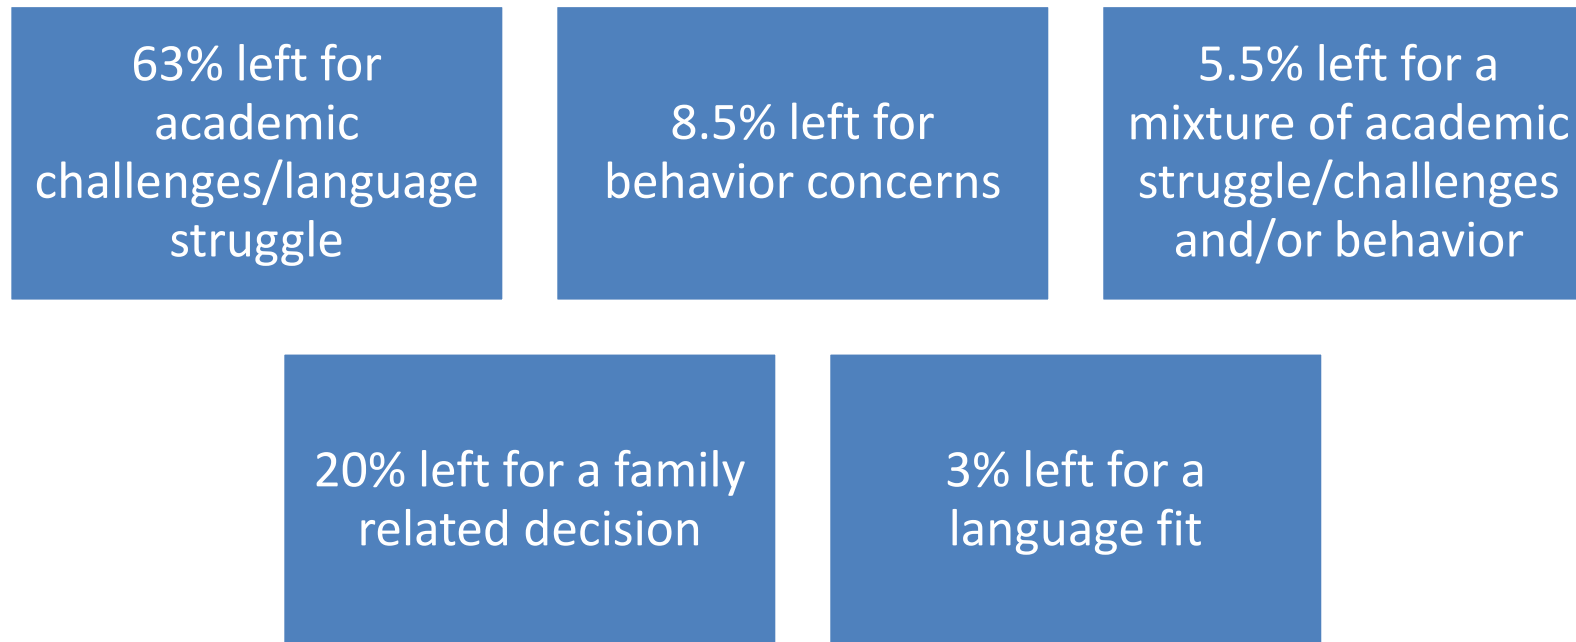 63% left for
academic
challenges/language
struggle
8.5% left for
behavior concerns
5.5% left for a
mixture of academic
struggle/challenges
and/or behavior
20% left for a family
related decision
3% left for a
language fit